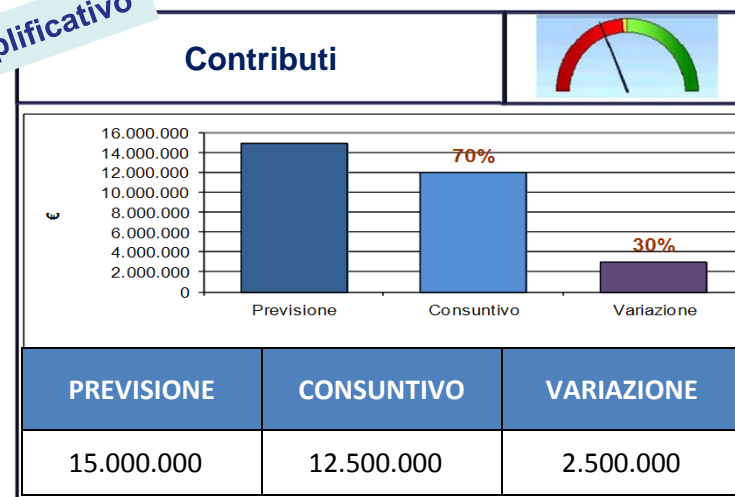 Contributi
16.000.000
14.000.000
12.000.000
10.000.000
8.000.000
6.000.000
4.000.000
2.000.000
0
€
70%
30%
Previsione
Consuntivo
Variazione
PREVISIONE CONSUNTIVO VARIAZIONE
15.000.000 12.500.000 2.500.000